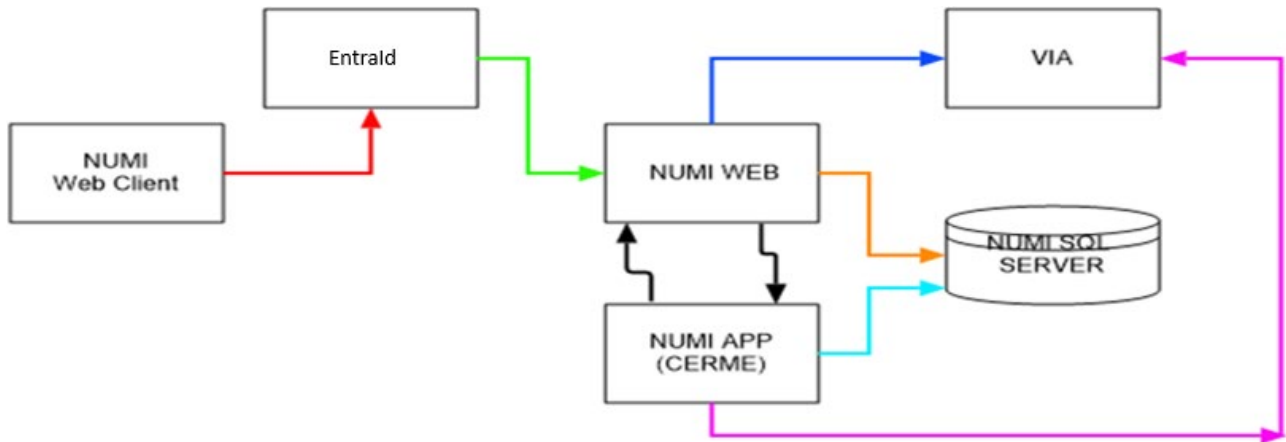 EntraId
VIA
NUMI
Web Client
NUMI WEB
NUMI SQL
SERVER
NUMI APP
(CERME)